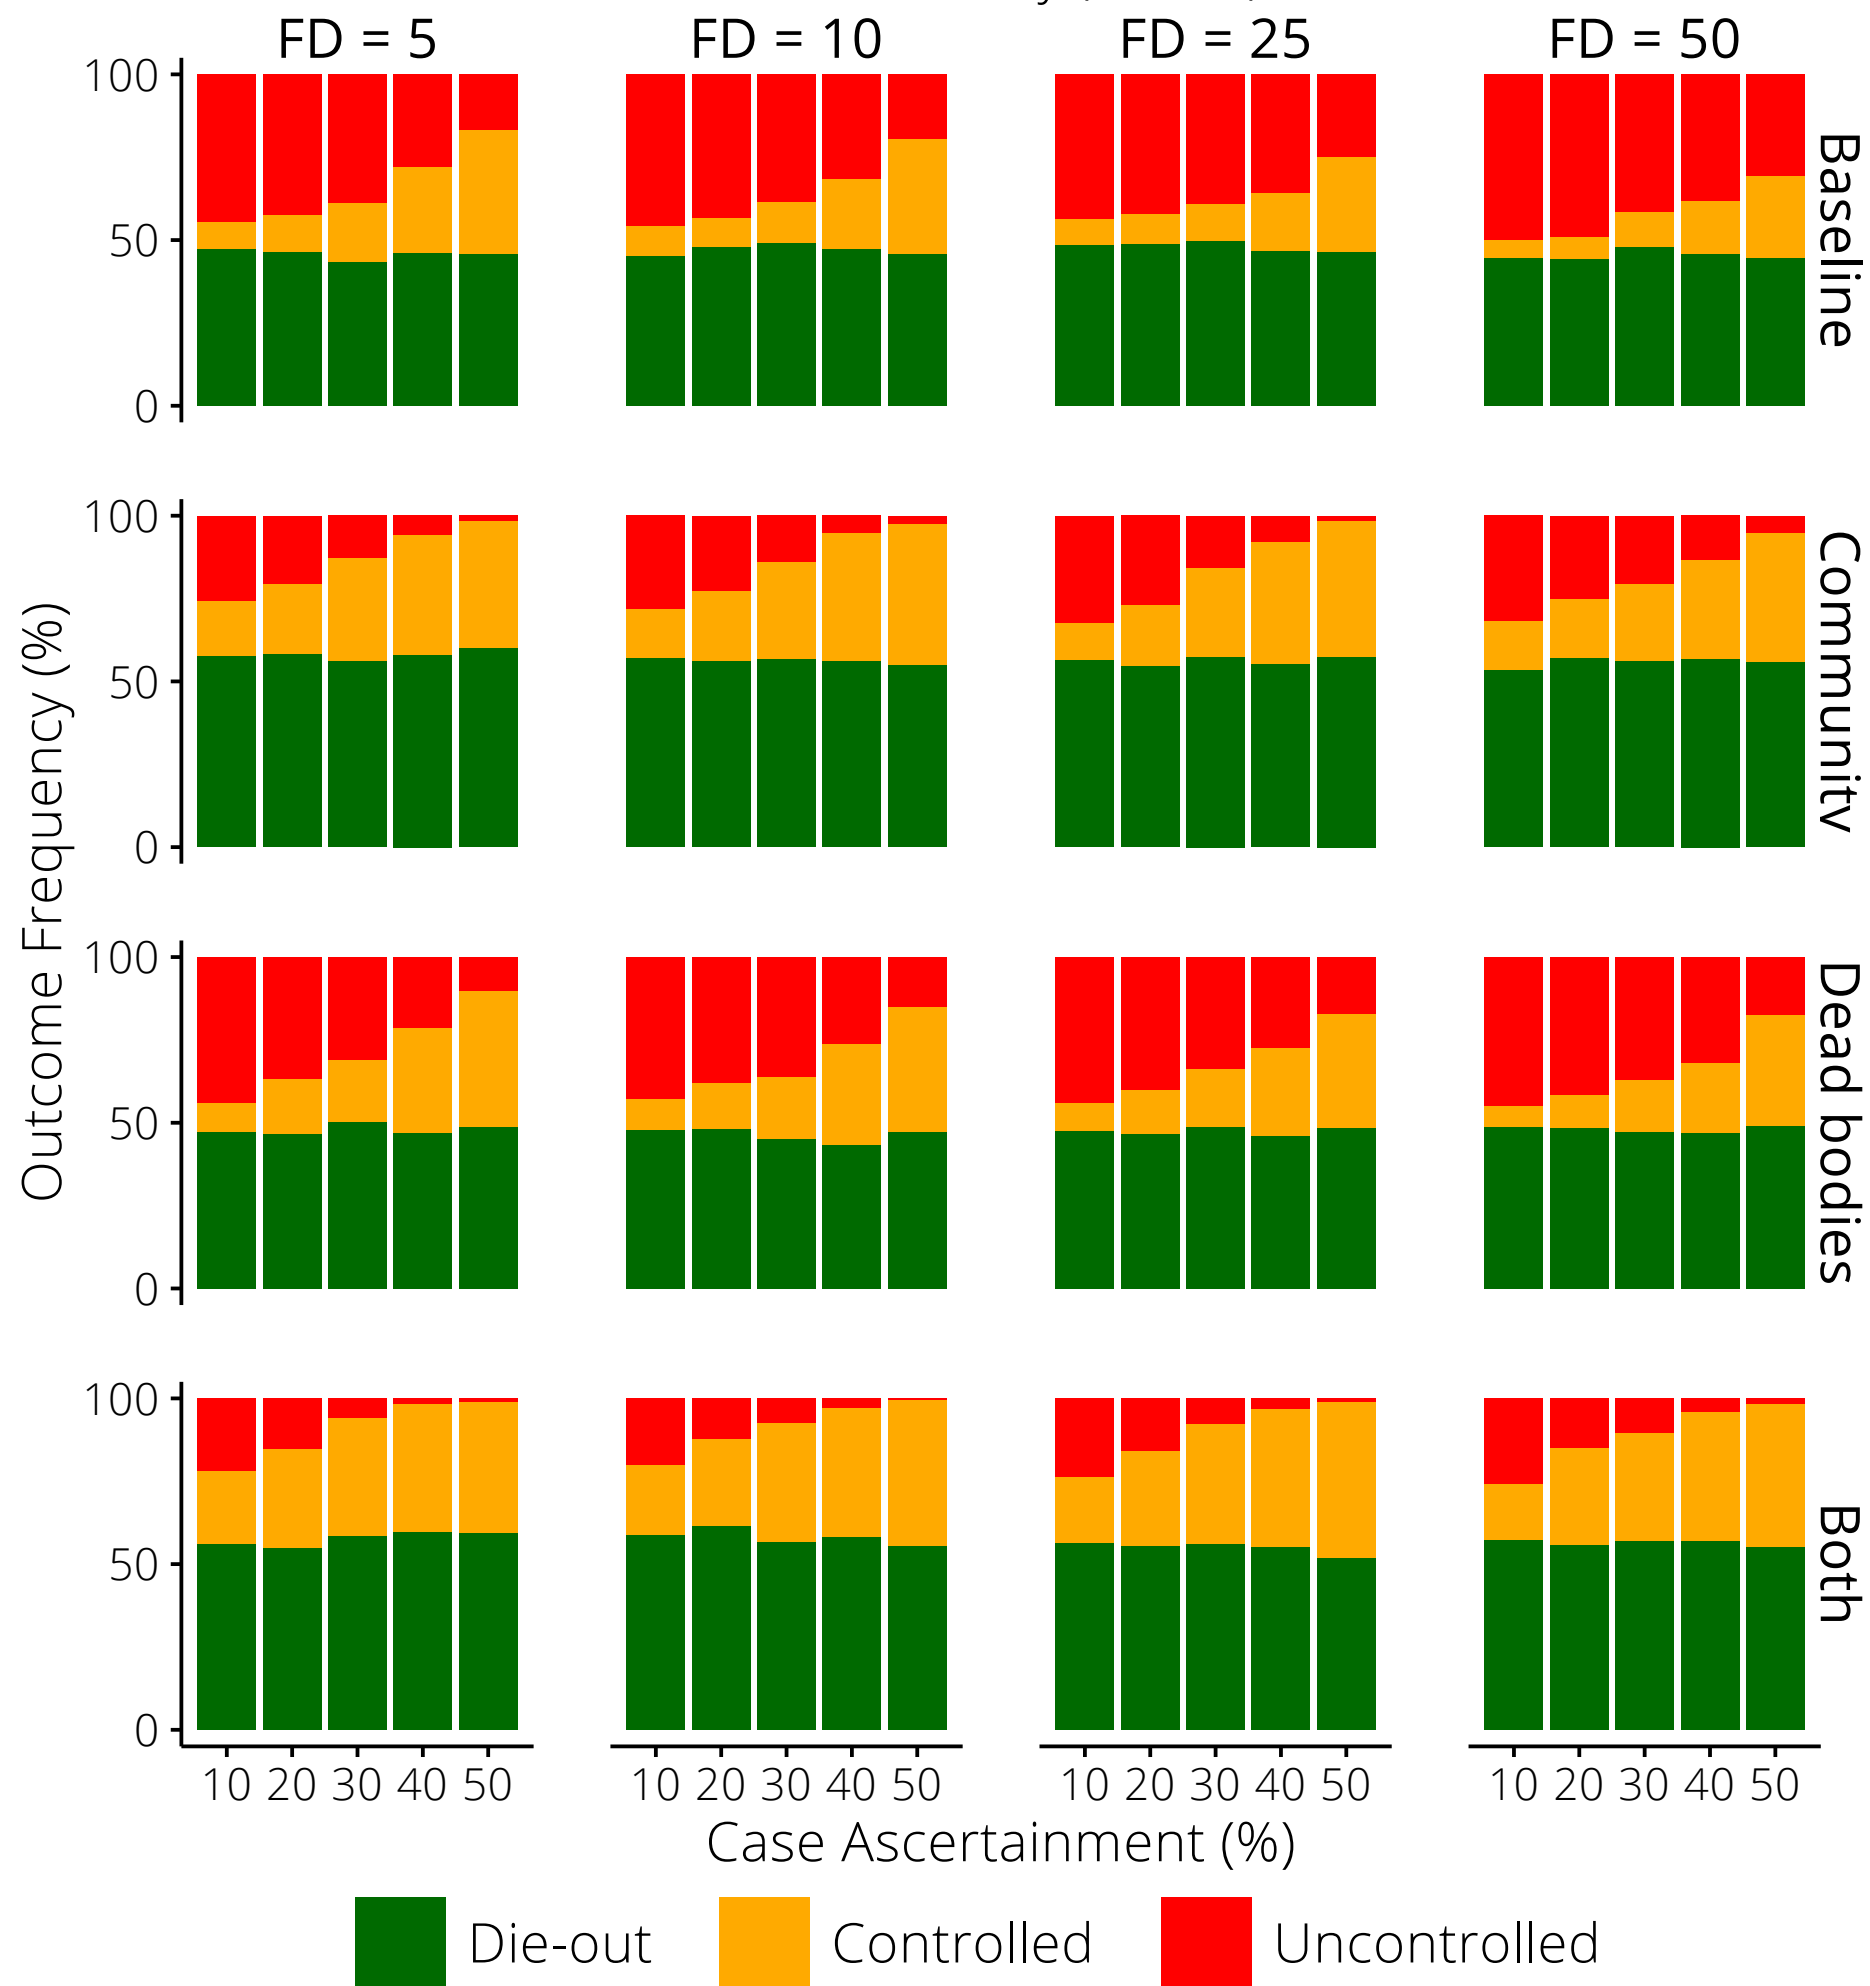 FD = 5 FD = 10 FD = 25 FD = 50
100
50
0
Baseline
100
50
0
Community
100
50
0
Dead bodies
100
50
0
Both
Outcome Frequency (%)
10 20 30 40 50 10 20 30 40 50 10 20 30 40 50 10 20 30 40 50
Case Ascertainment (%)
Die-out Controlled Uncontrolled